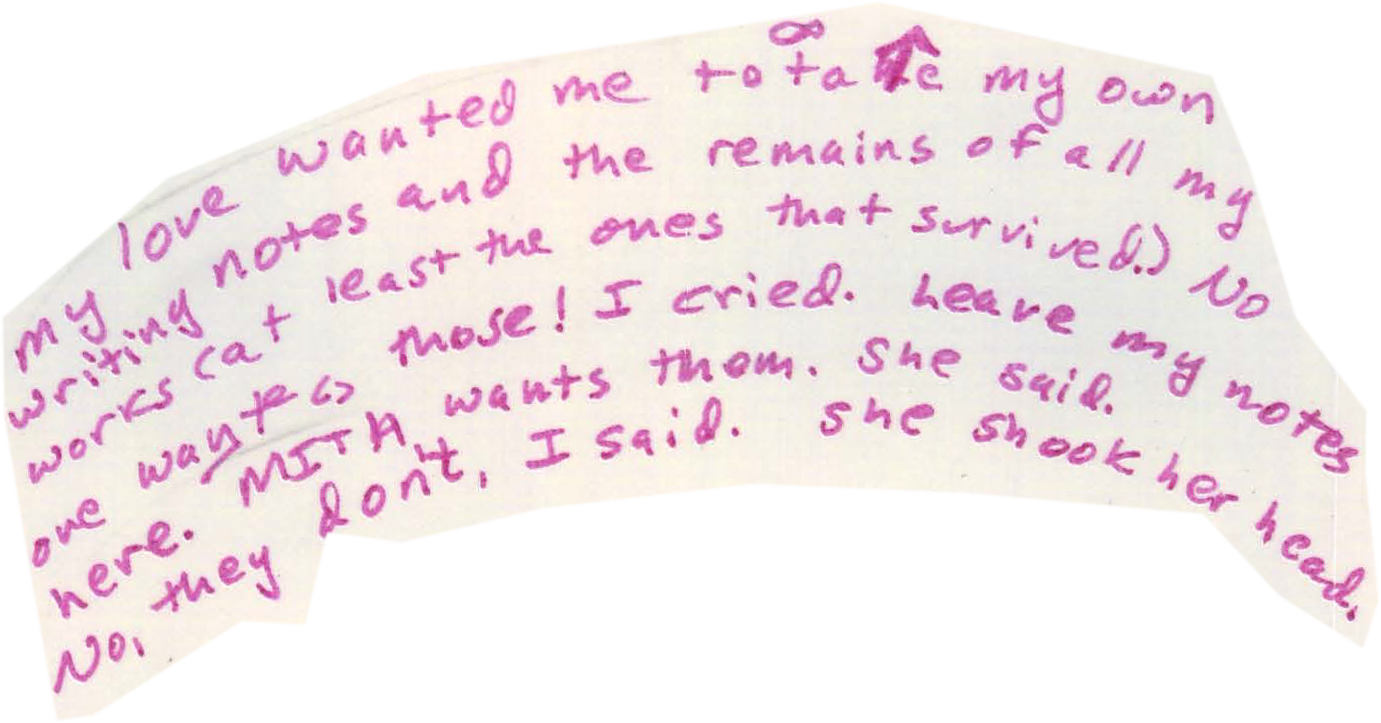 ∞
my love wanted me to take my own
writing notes and the remains of all my
works (at least the ones that survived.) No
one wants those! I cried. Leave my notes
here. MITH wants them. She said.
No, they don't, I said. She shook her head.